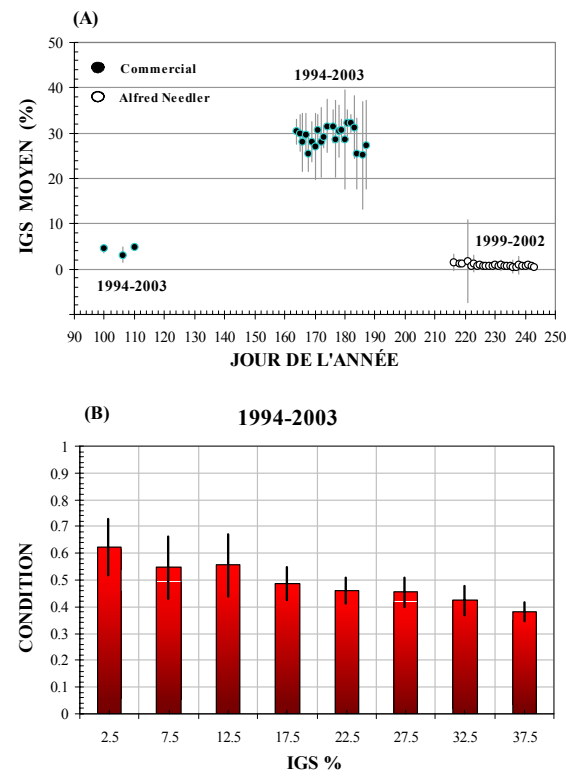 (A)
50
40
30
20
10
0
IGS MOYEN (%)
Commercial
Alfred Needler
1994-2003
1994-2003
1999-2002
90 100 110 120 130 140 150 160 170 180 190 200 210 220 230 240 250
JOUR DE L'ANNÉE
(B)
1994-2003
1
0.9
0.8
0.7
0.6
0.5
0.4
0.3
0.2
0.1
0
CONDITION
2.5 7.5 12.5 17.5 22.5 27.5 32.5 37.5
IGS %